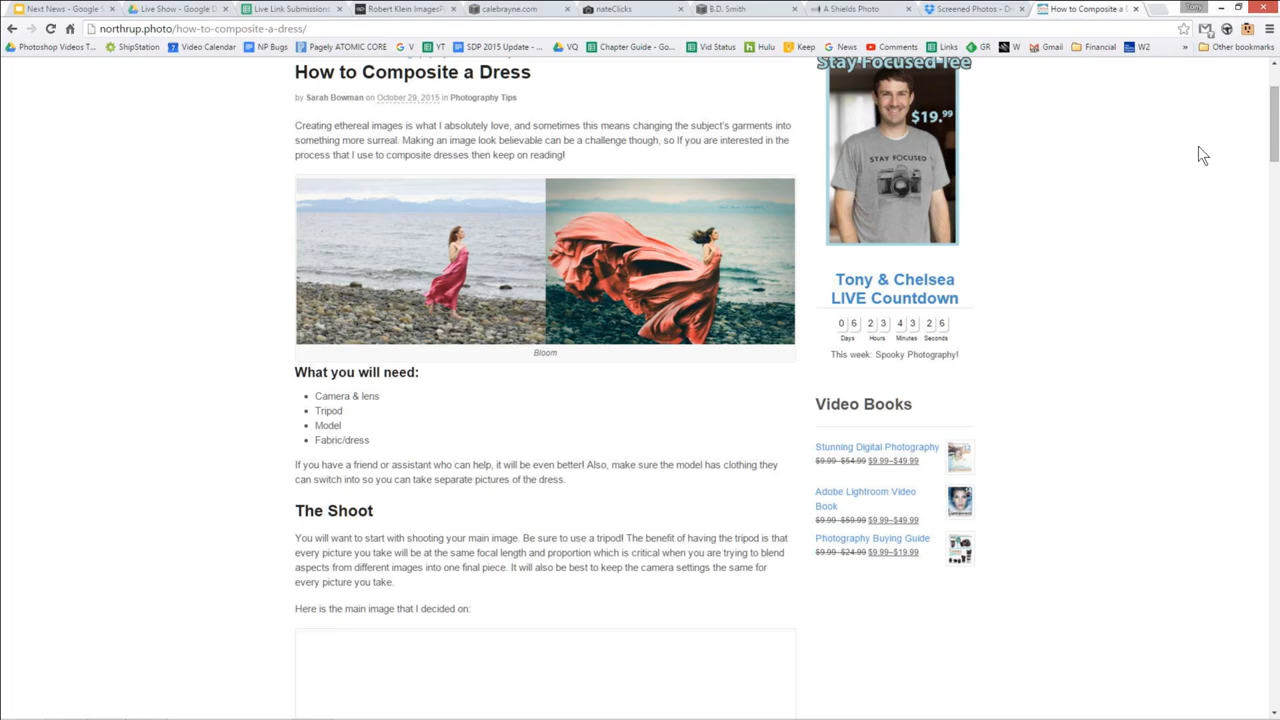 Next News - Google S
Live Show - Google D
Live Link Submissions
Robert Klein ImagesP
calebrayne.com
nateClicks
B.D. Smith
A Shields Photo
Screened Photos - Dr
How to Composite a D
Tony
northrup.photo/how-to-composite-a-dress/
Photoshop Videos T...
ShipStation
Video Calendar
NP Bugs
Pagely ATOMIC CORE
V
YT
SDP 2015 Update - ...
VQ
Chapter Guide - Go...
Vid Status
Hulu
Keep
News
Comments
Links
GR
W
Gmail
Financial
W2
»
Other bookmarks
How to Composite a Dress
by Sarah Bowman on October 29, 2015 in Photography Tips
Creating ethereal images is what I absolutely love, and sometimes this means changing the subject's garments into
something more surreal. Making an image look believable can be a challenge though, so If you are interested in the
process that I use to composite dresses then keep on reading!
Bloom
What you will need:
• Camera & lens
• Tripod
• Model
• Fabric/dress
If you have a friend or assistant who can help, it will be even better! Also, make sure the model has clothing they
can switch into so you can take separate pictures of the dress.
The Shoot
You will want to start with shooting your main image. Be sure to use a tripod! The benefit of having the tripod is that
every picture you take will be at the same focal length and proportion which is critical when you are trying to blend
aspects from different images into one final piece. It will also be best to keep the camera settings the same for
every picture you take.
Here is the main image that I decided on:
Stay Focused Tee
$19.99
STAY FOCUSED
Tony & Chelsea
LIVE Countdown
0 6 2 3 4 3 2 6
Days Hours Minutes Seconds
This week: Spooky Photography!
Video Books
Stunning Digital Photography
$9.99–$54.99 $9.99–$49.99
Adobe Lightroom Video
Book
$9.99–$59.99 $9.99–$49.99
Photography Buying Guide
$9.99–$24.99 $9.99–$19.99